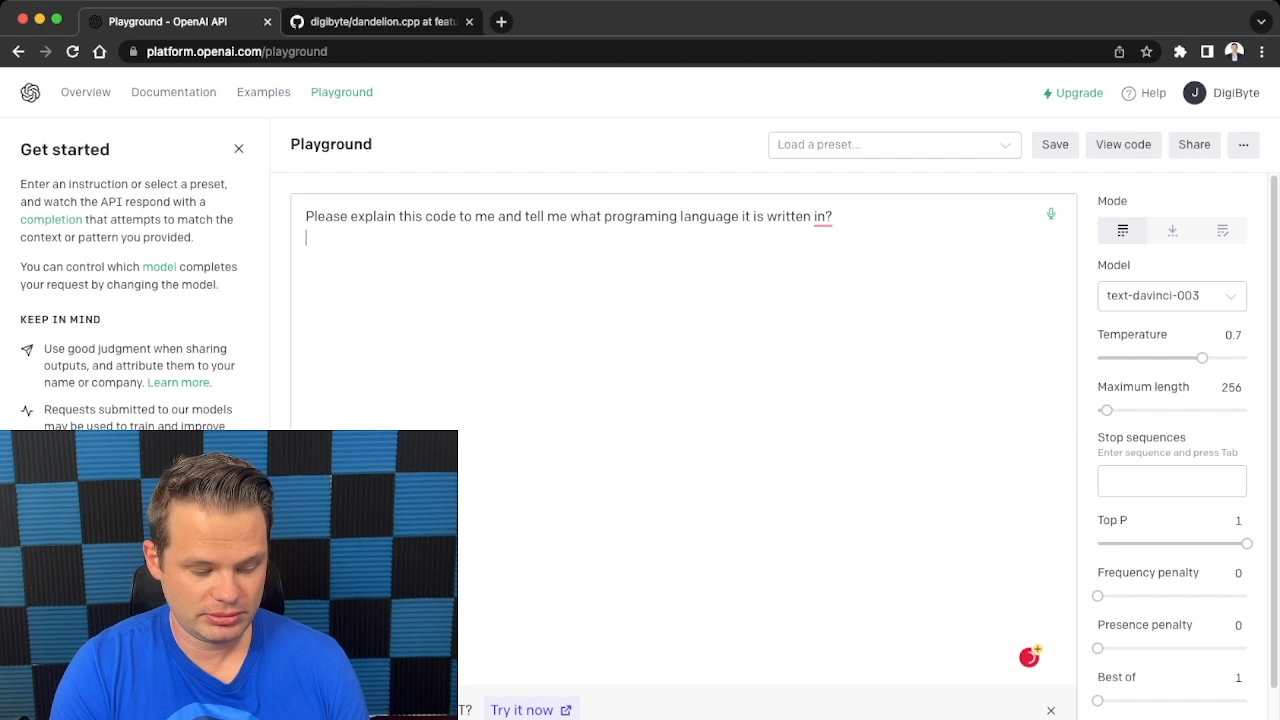 Playground - OpenAI API
digibyte/dandelion.cpp at featu
platform.openai.com/playground
Overview
Documentation
Examples
Playground
Upgrade
Help
J
DigiByte
Get started
Playground
Load a preset...
Save
View code
Share
...
Enter an instruction or select a preset,
and watch the API respond with a
completion that attempts to match the
context or pattern you provided.
You can control which model completes
your request by changing the model.
KEEP IN MIND
Use good judgment when sharing
outputs, and attribute them to your
name or company. Learn more.
Requests submitted to our models
may be used to train and improve
Please explain this code to me and tell me what programing language it is written in?
Mode
Model
text-davinci-003
Temperature 0.7
Maximum length 256
Stop sequences
Enter sequence and press Tab
Top P 1
Frequency penalty 0
Presence penalty 0
Best of 1
T? Try it now